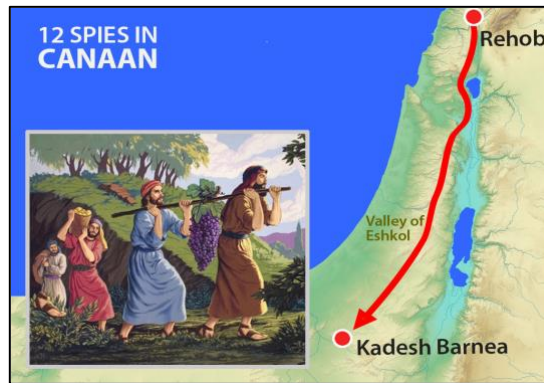 12 SPIES IN
CANAAN
Rehob
Valley of
Eshkol
Kadesh Barnea